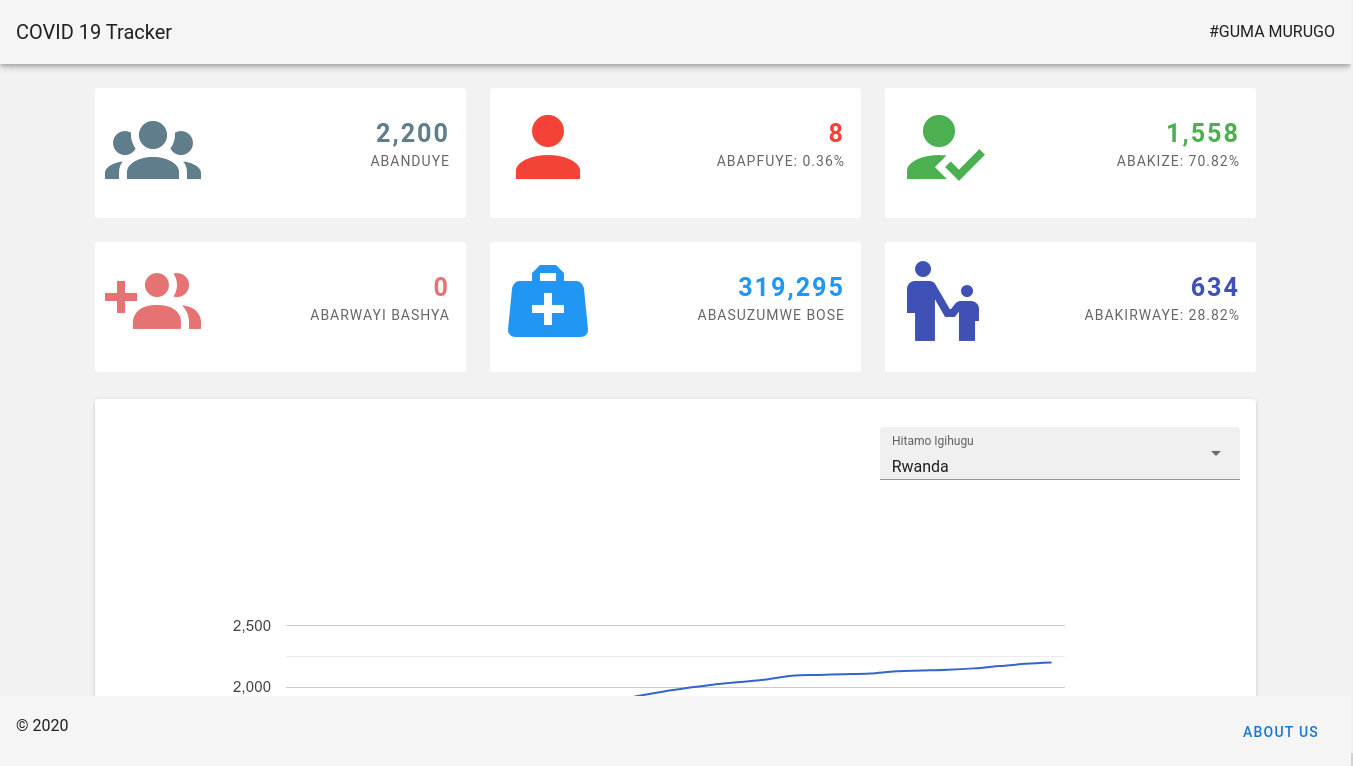 COVID 19 Tracker
#GUMA MURUGO
2,200
ABANDUYE
8
ABAPFUYE: 0.36%
1,558
ABAKIZE: 70.82%
0
ABARWAYI BASHYA
319,295
ABASUZUMWE BOSE
634
ABAKIRWAYE: 28.82%
Hitamo Igihugu
Rwanda
2,500
2,000
© 2020
ABOUT US